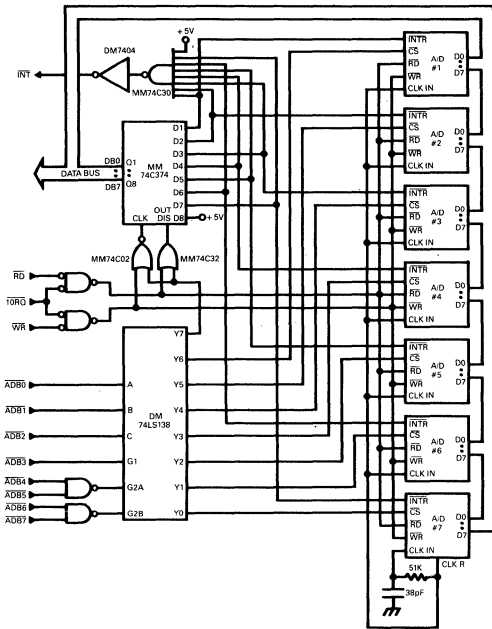 +5V
DM7404
INT
MM74C30
D1
D2
D3
D4
D5
D6
D7
D8
+5V
DB0
DB7
Q1
Q8
MM
74C374
OUT
CLK
DIS
DATA BUS
MM74C02
MM74C32
RD
10RQ
WR
ADB0
ADB1
ADB2
ADB3
ADB4
ADB5
ADB6
ADB7
A
B
C
G1
G2A
G2B
DM
74LS138
Y7
Y6
Y5
Y4
Y3
Y2
Y1
Y0
INTR
CS
RD
WR
CLK IN
A/D
#1
D0
D7
INTR
CS
RD
WR
CLK IN
A/D
#2
D0
D7
INTR
CS
RD
WR
CLK IN
A/D
#3
D0
D7
INTR
CS
RD
WR
CLK IN
A/D
#4
D0
D7
INTR
CS
RD
WR
CLK IN
A/D
#5
D0
D7
INTR
CS
RD
WR
CLK IN
A/D
#6
D0
D7
INTR
CS
RD
WR
CLK IN
A/D
#7
D0
D7
CLK R
51K
38pF